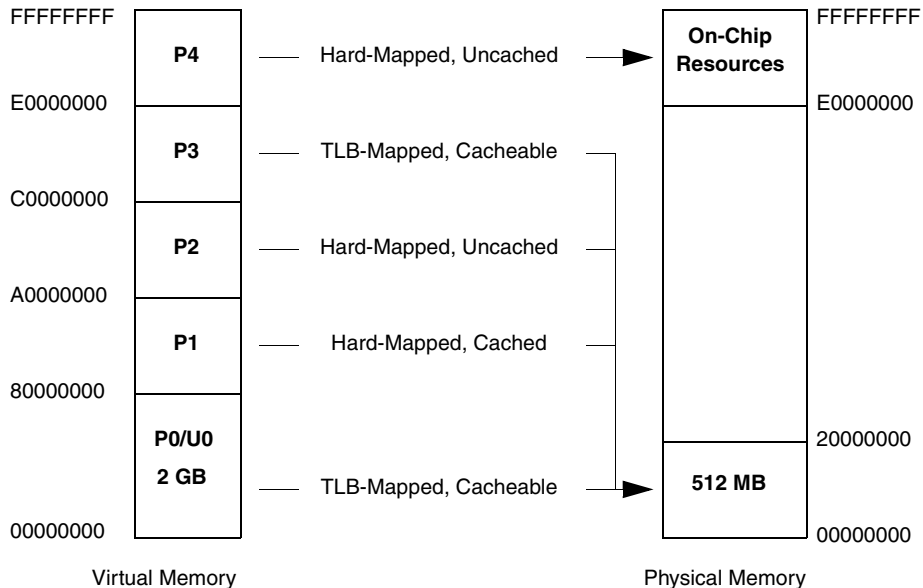 FFFFFFFF
P4
Hard-Mapped, Uncached
On-Chip
Resources
FFFFFFFF
E0000000
E0000000
P3
TLB-Mapped, Cacheable
C0000000
P2
Hard-Mapped, Uncached
A0000000
P1
Hard-Mapped, Cached
80000000
P0/U0
2 GB
20000000
TLB-Mapped, Cacheable
512 MB
00000000
00000000
Virtual Memory
Physical Memory